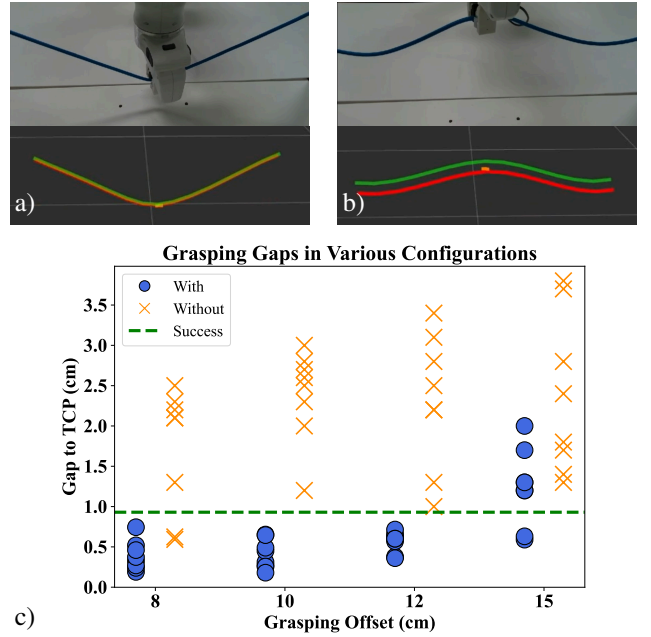 a)
b)
Grasping Gaps in Various Configurations
With
Without
Success
Gap to TCP (cm)
3.5
3.0
2.5
2.0
1.5
1.0
0.5
0.0
8
10
12
15
Grasping Offset (cm)
c)